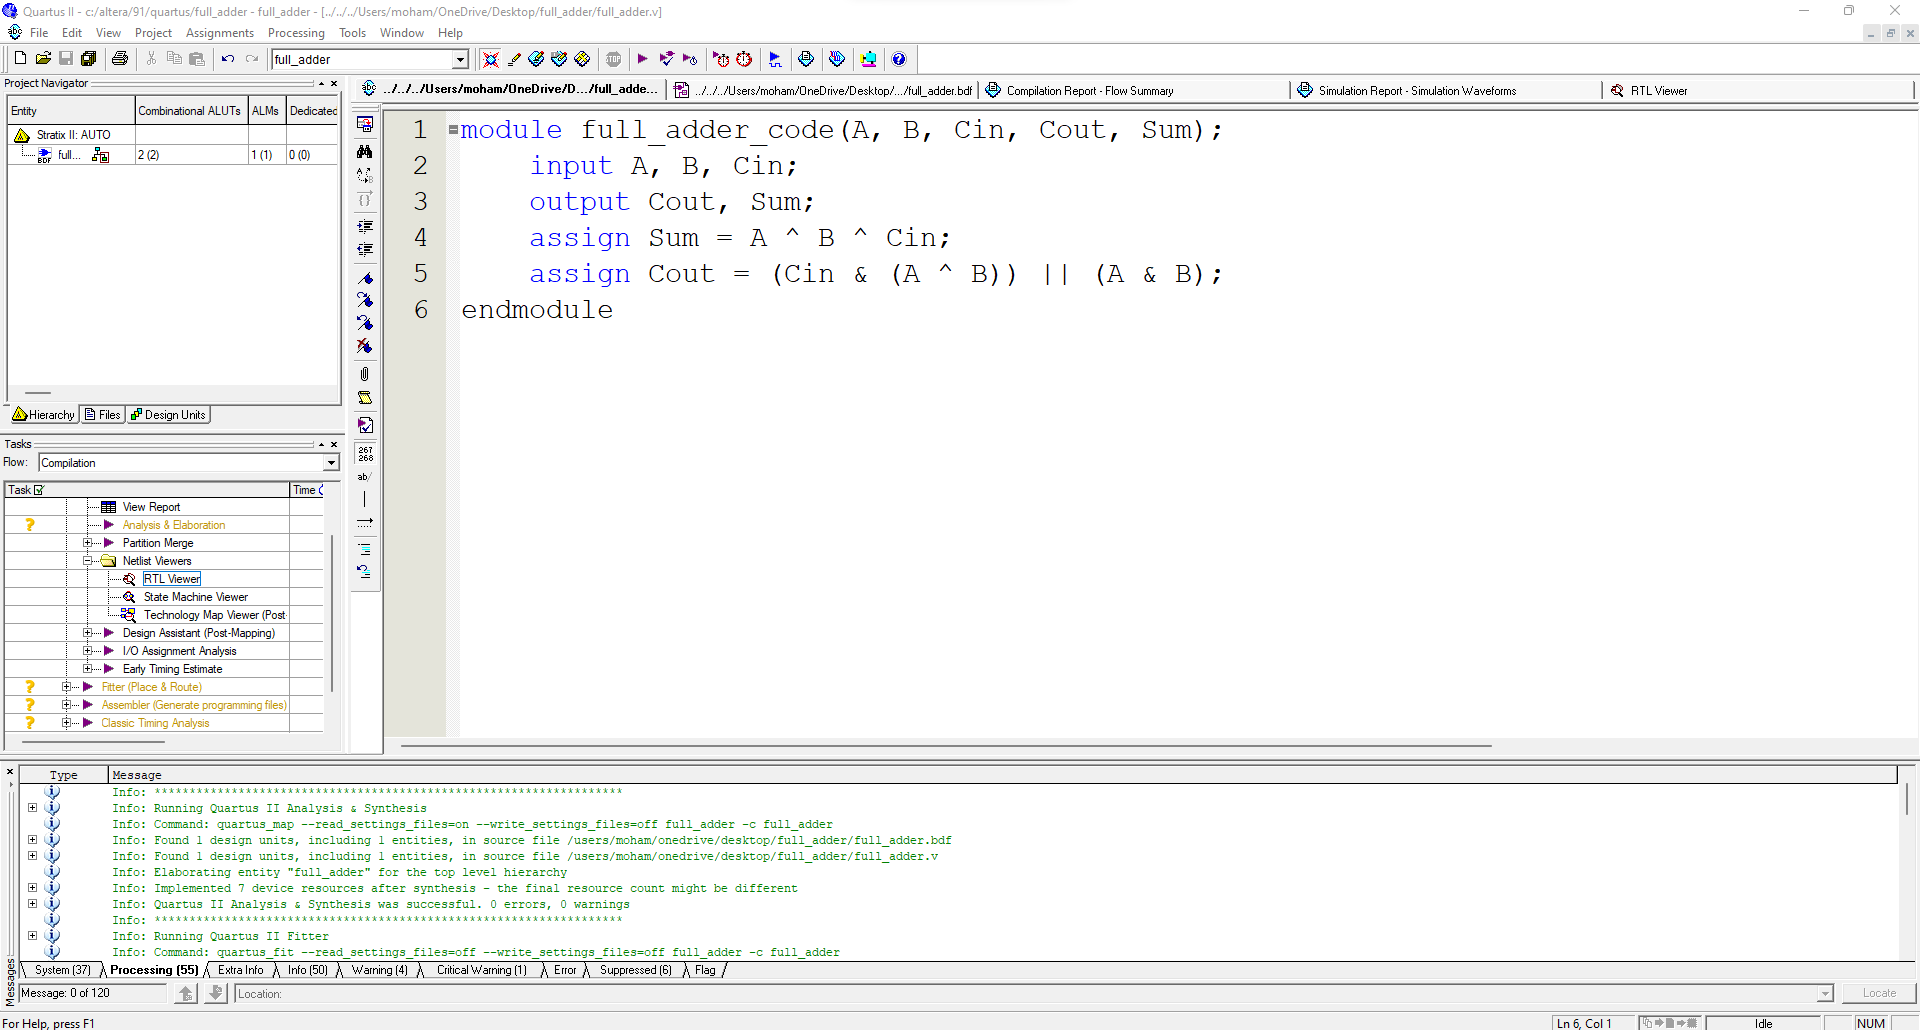 Quartus II - c:/altera/91/quartus/full_adder - full_adder - [../../../Users/moham/OneDrive/Desktop/full_adder/full_adder.v]
File Edit View Project Assignments Processing Tools Window Help
full_adder
STOP
Project Navigator
Entity Combinational ALUTs ALMs Dedicated
Stratix II: AUTO
full... 2 (2) 1 (1) 0 (0)
Hierarchy Files Design Units
Tasks
Flow: Compilation
Task Time
View Report
? Analysis & Elaboration
Partition Merge
Netlist Viewers
RTL Viewer
State Machine Viewer
Technology Map Viewer (Post-
Design Assistant (Post-Mapping)
I/O Assignment Analysis
Early Timing Estimate
? Fitter (Place & Route)
? Assembler (Generate programming files)
? Classic Timing Analysis
../../../Users/moham/OneDrive/D.../full_adde...
../../../Users/moham/OneDrive/Desktop/.../full_adder.bdf
Compilation Report - Flow Summary
Simulation Report - Simulation Waveforms
RTL Viewer
267
268
ab/
1 module full_adder_code(A, B, Cin, Cout, Sum);
2 input A, B, Cin;
3 output Cout, Sum;
4 assign Sum = A ^ B ^ Cin;
5 assign Cout = (Cin & (A ^ B)) || (A & B);
6 endmodule
Type Message
Info: *******************************************************************
Info: Running Quartus II Analysis & Synthesis
Info: Command: quartus_map --read_settings_files=on --write_settings_files=off full_adder -c full_adder
Info: Found 1 design units, including 1 entities, in source file /users/moham/onedrive/desktop/full_adder/full_adder.bdf
Info: Found 1 design units, including 1 entities, in source file /users/moham/onedrive/desktop/full_adder/full_adder.v
Info: Elaborating entity "full_adder" for the top level hierarchy
Info: Implemented 7 device resources after synthesis - the final resource count might be different
Info: Quartus II Analysis & Synthesis was successful. 0 errors, 0 warnings
Info: *******************************************************************
Info: Running Quartus II Fitter
Info: Command: quartus_fit --read_settings_files=off --write_settings_files=off full_adder -c full_adder
System (37) Processing (55) Extra Info Info (50) Warning (4) Critical Warning (1) Error Suppressed (6) Flag
Messages
Message: 0 of 120 Location: Locate
For Help, press F1 Ln 6, Col 1 Idle NUM